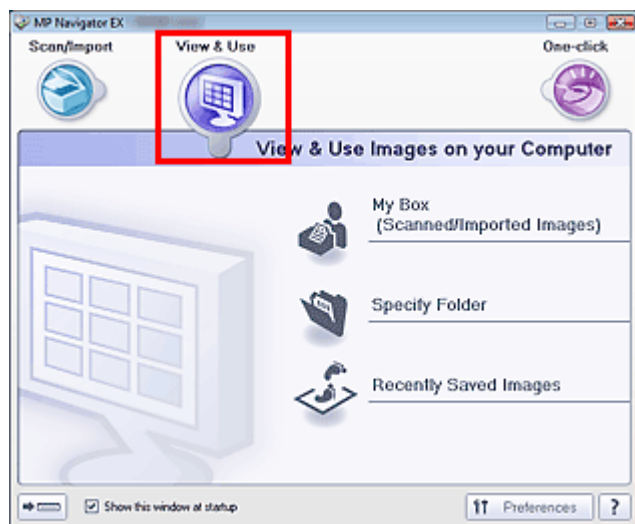 MP Navigator EX
Scan/Import
View & Use
One-click
View & Use Images on your Computer
My Box
(Scanned/Imported Images)
Specify Folder
Recently Saved Images
Show this window at startup
Preferences
?